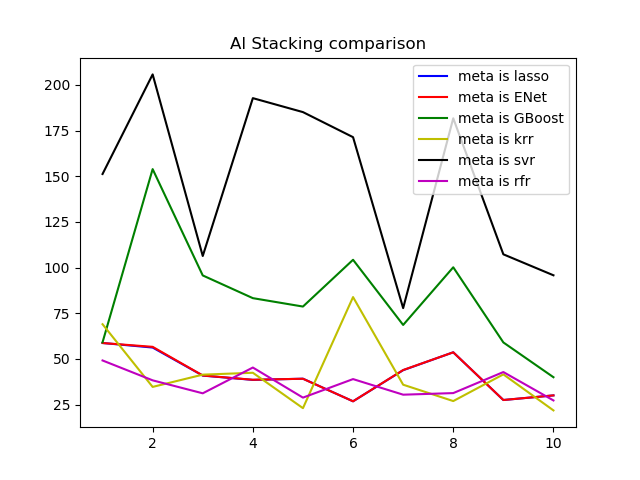 Al Stacking comparison
200
175
150
125
100
75
50
25
2 4 6 8 10
meta is lasso
meta is ENet
meta is GBoost
meta is krr
meta is svr
meta is rfr